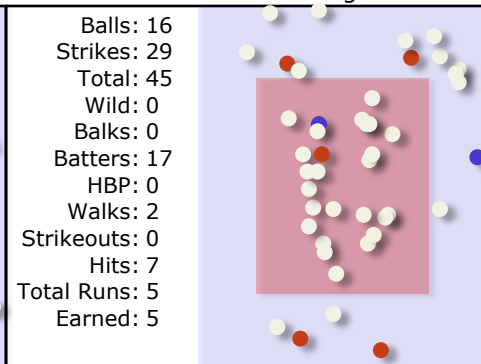 Balls: 16
Strikes: 29
Total: 45
Wild: 0
Balks: 0
Batters: 17
HBP: 0
Walks: 2
Strikeouts: 0
Hits: 7
Total Runs: 5
Earned: 5